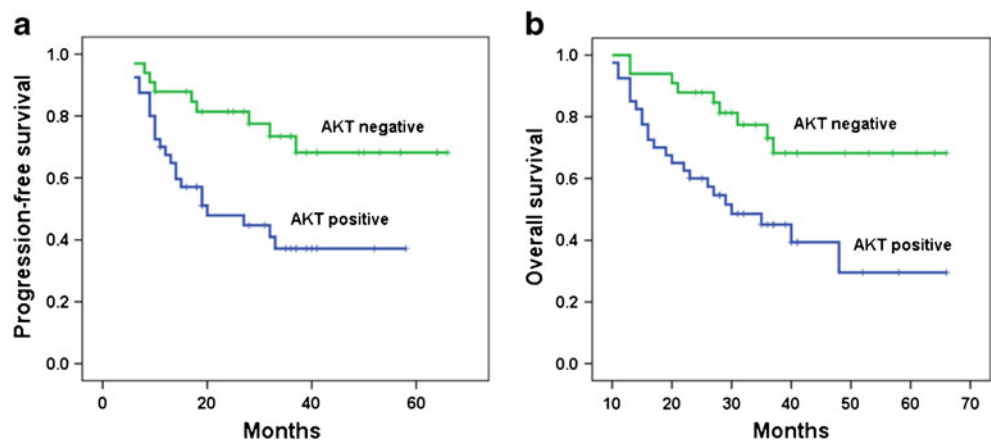 a
Progression-free survival
1.0
0.8
0.6
0.4
0.2
0.0
AKT negative
AKT positive
0 20 40 60
Months
b
Overall survival
1.0
0.8
0.6
0.4
0.2
0.0
AKT negative
AKT positive
10 20 30 40 50 60 70
Months